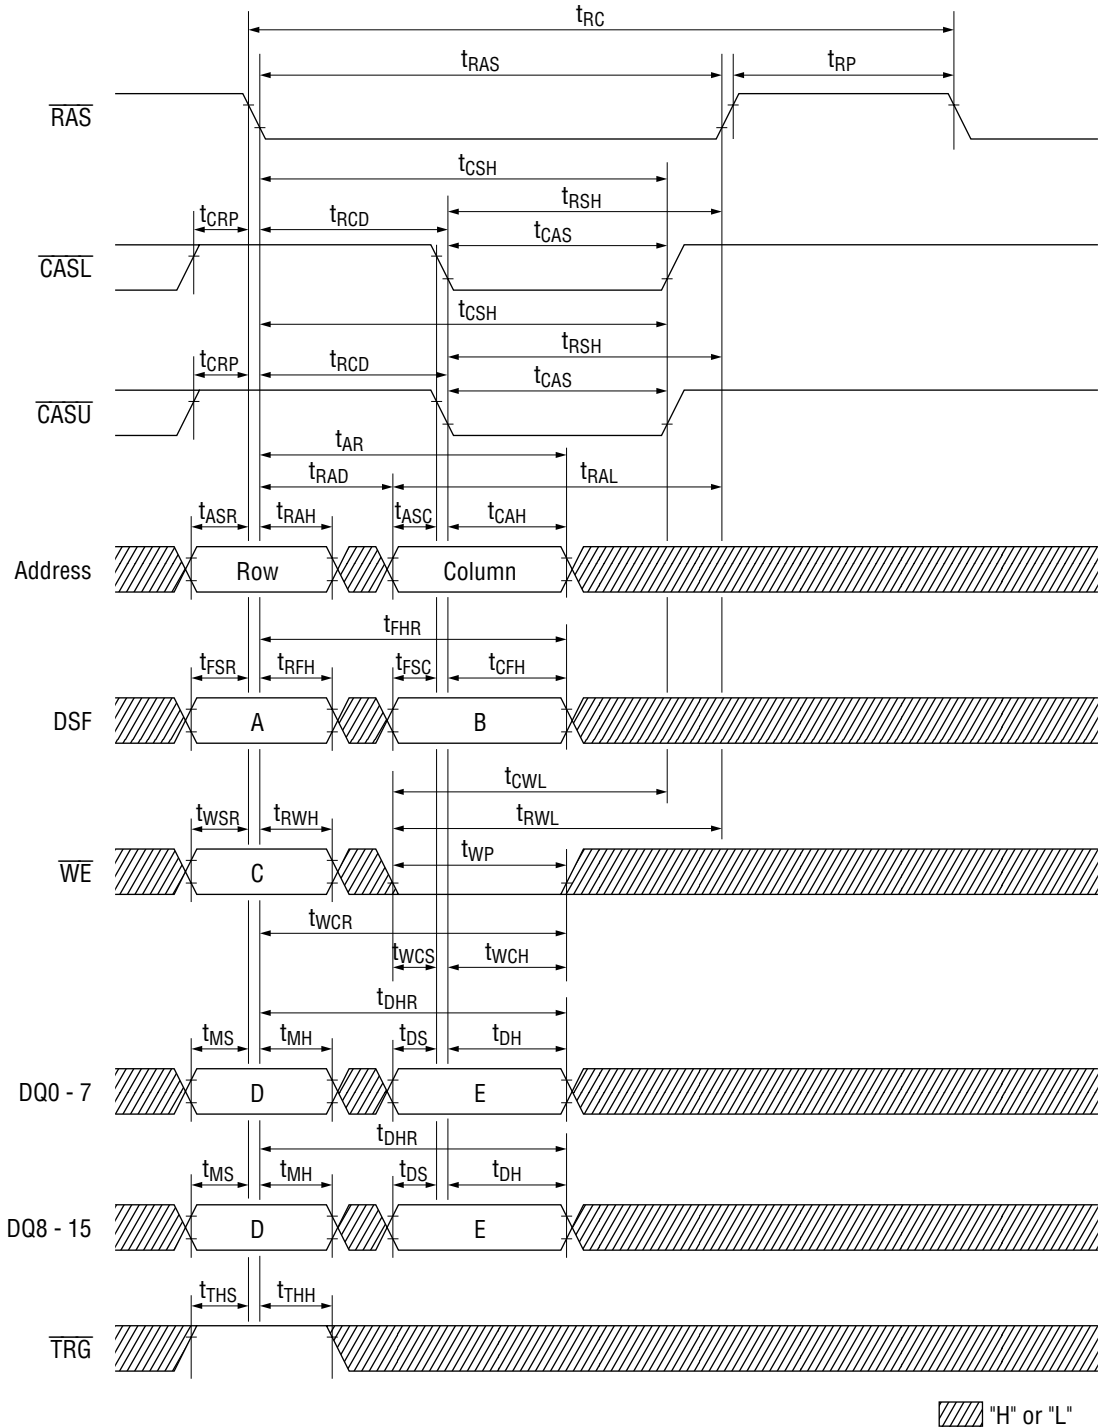 tRC
tRAS tRP
RAS
tCSH
tRSH
tCRP tRCD
tCAS
CASL
tCSH
tRSH
tCRP tRCD
tCAS
CASU
tAR
tRAD tRAL
tASR tRAH tASC tCAH
Address Row Column
tFHR
tFSR tRFH tFSC tCFH
DSF A B
tCWL
tWSR tRWH tRWL
tWP
WE C
tWCR
tWCS tWCH
tDHR
tMS tMH tDS tDH
DQ0 - 7 D E
tDHR
tMS tMH tDS tDH
DQ8 - 15 D E
tTHS tTHH
TRG
"H" or "L"